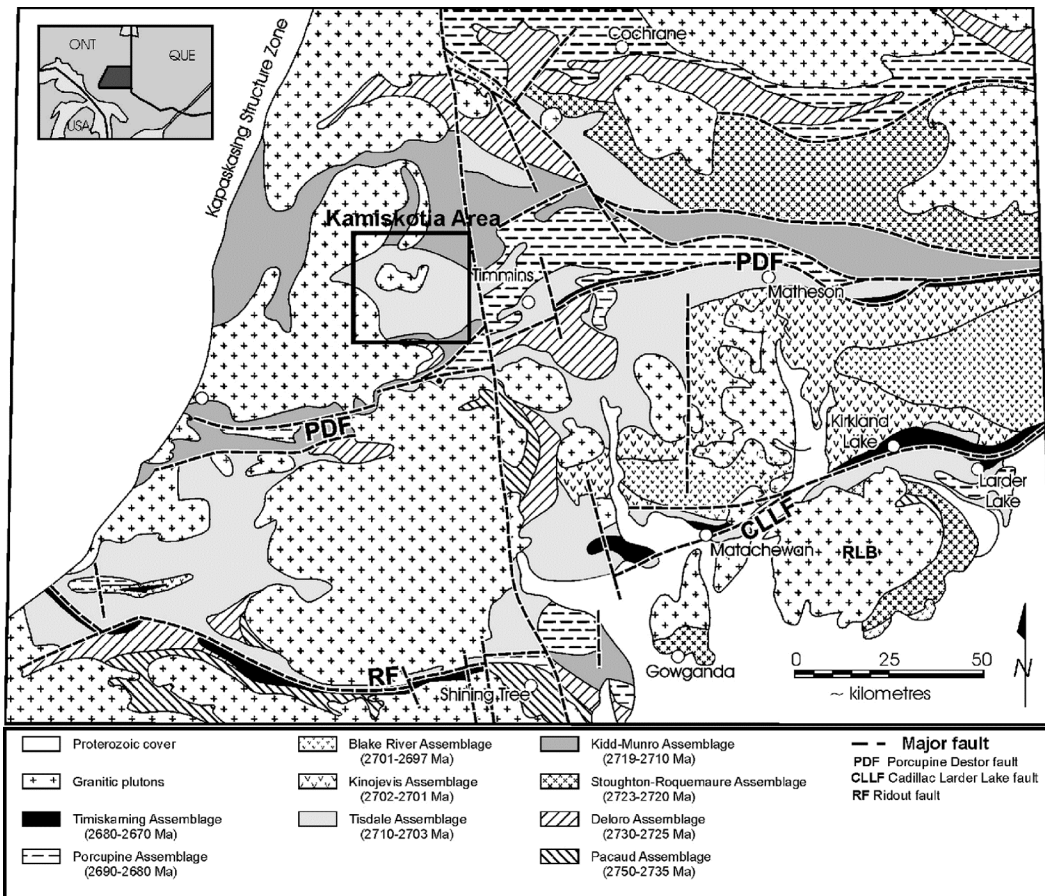 ONT
QUE
USA
Kapaskasing Structure Zone
Cochrane
Kamiskotia Area
Timmins
PDF
Matheson
PDF
Kirkland
Lake
Larder
Lake
CLLF
Matachewan
RLB
RF
Shining Tree
Gowganda
0 25 50
~ kilometres
N
Proterozoic cover
Granitic plutons
Timiskaming Assemblage
(2680-2670 Ma)
Porcupine Assemblage
(2690-2680 Ma)
Blake River Assemblage
(2701-2697 Ma)
Kinojevis Assemblage
(2702-2701 Ma)
Tisdale Assemblage
(2710-2703 Ma)
Kidd-Munro Assemblage
(2719-2710 Ma)
Stoughton-Roquemaure Assemblage
(2723-2720 Ma)
Deloro Assemblage
(2730-2725 Ma)
Pacaud Assemblage
(2750-2735 Ma)
Major fault
PDF Porcupine Destor fault
CLLF Cadillac Larder Lake fault
RF Ridout fault